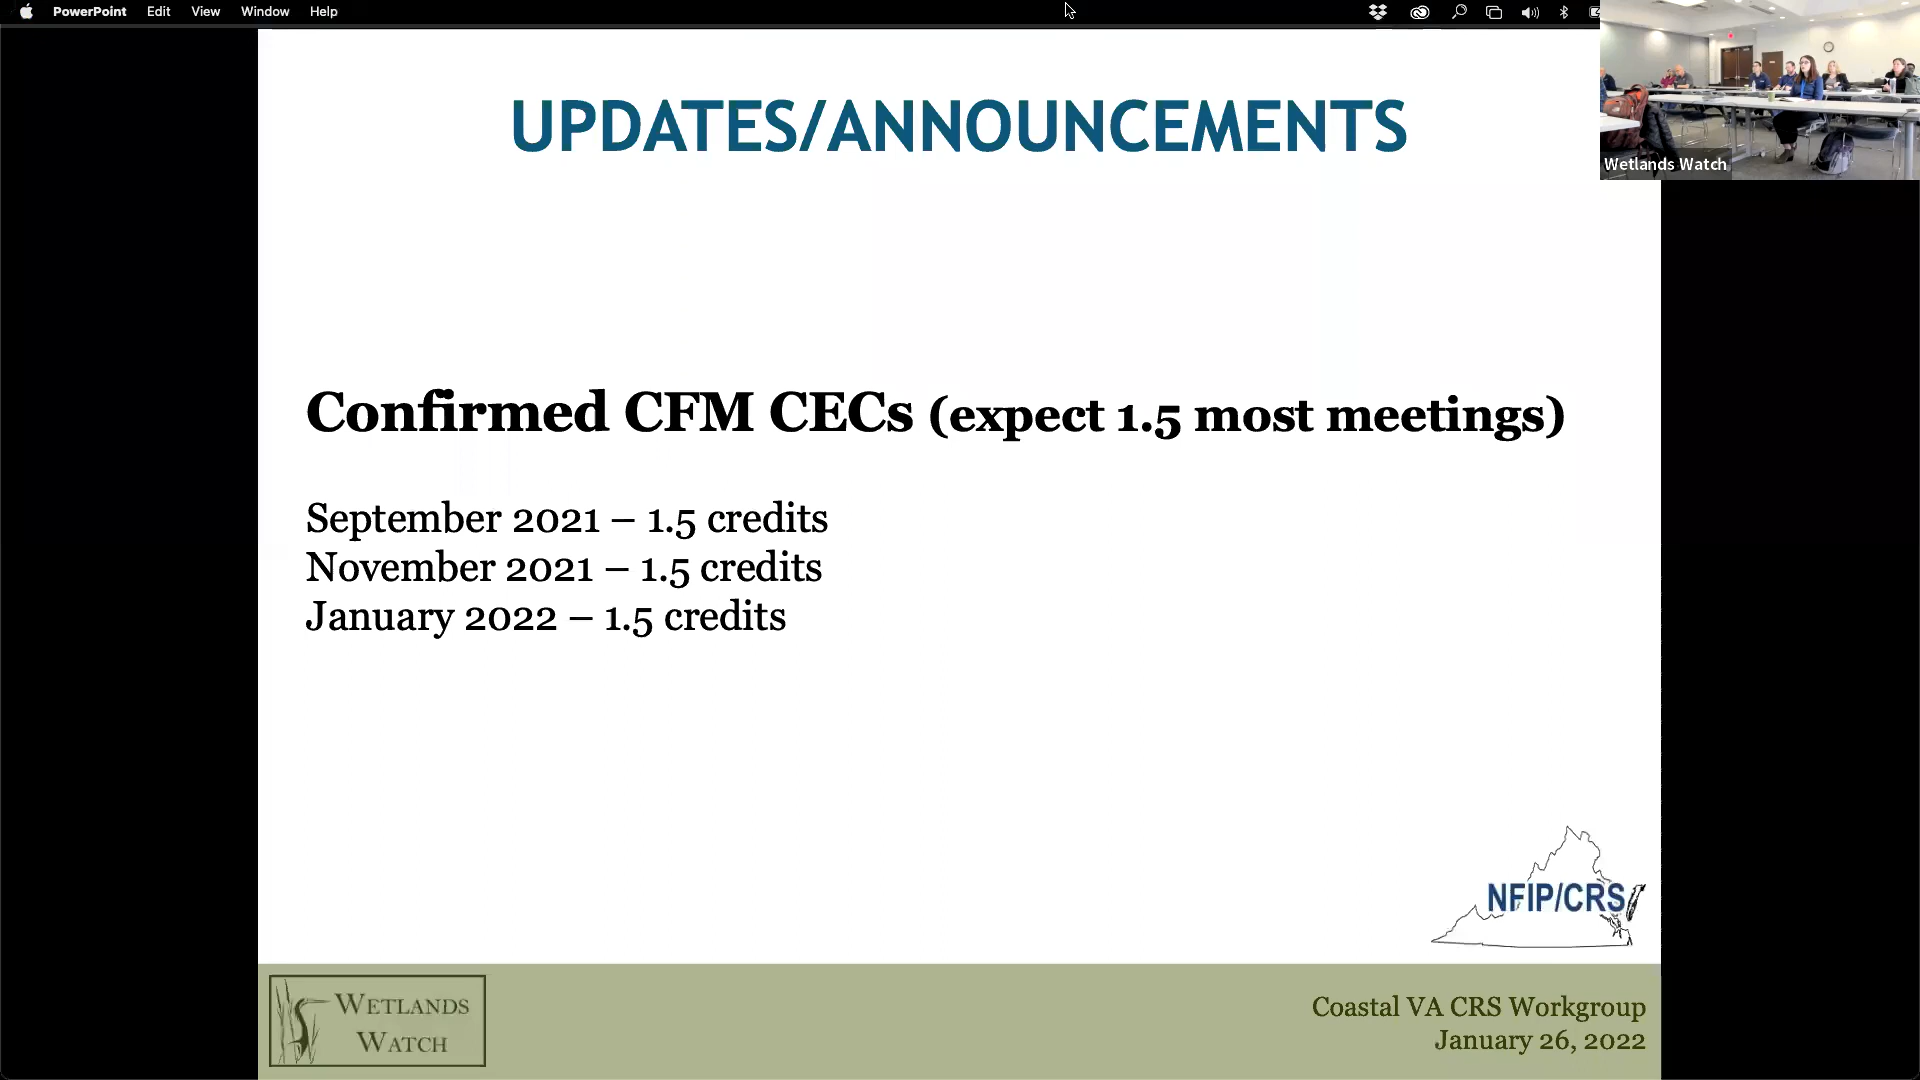 PowerPoint Edit View Window Help
Wetlands Watch
UPDATES/ANNOUNCEMENTS
Confirmed CFM CECs (expect 1.5 most meetings)
September 2021 – 1.5 credits
November 2021 – 1.5 credits
January 2022 – 1.5 credits
NFIP/CRS
WETLANDS
WATCH
Coastal VA CRS Workgroup
January 26, 2022